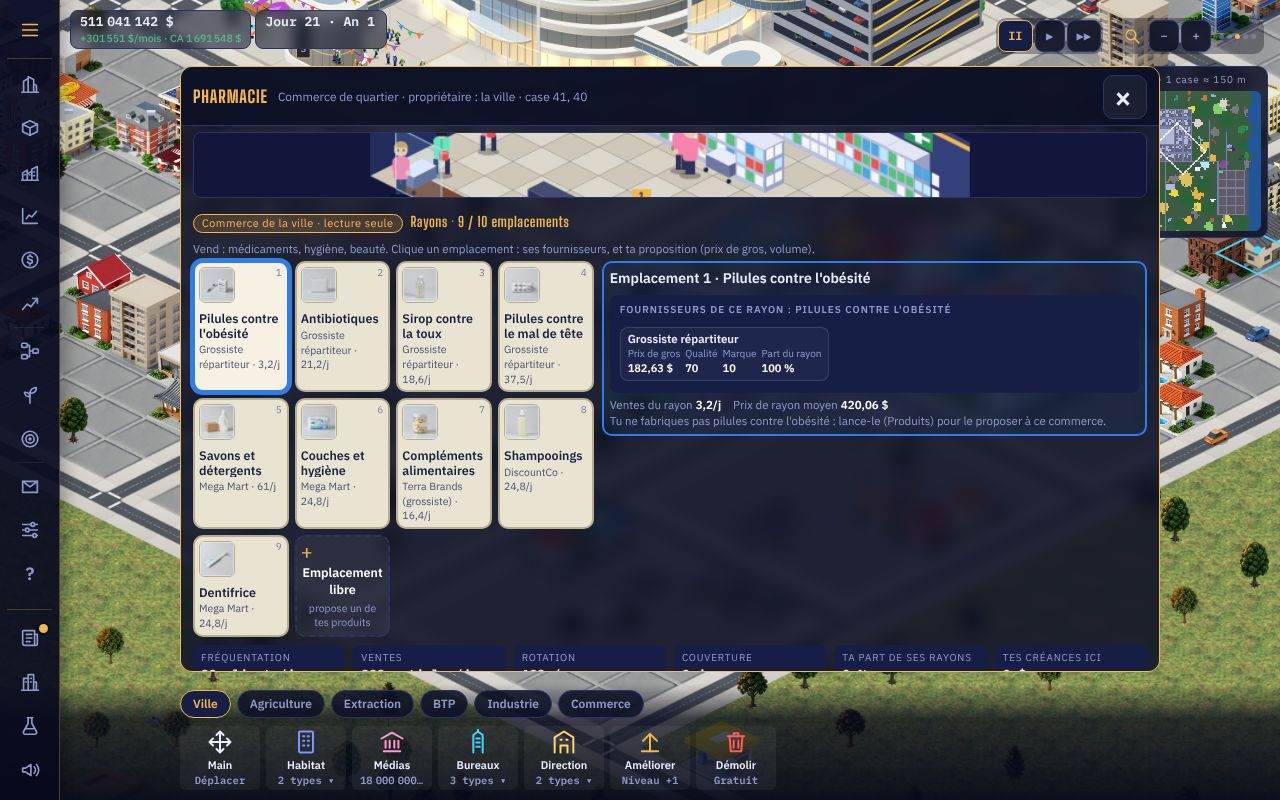 511 041 142 $
+301 551 $/mois · CA 1 691 548 $
Jour 21 · An 1
II
−
+
1 case ≈ 150 m
PHARMACIE
Commerce de quartier · propriétaire : la ville · case 41, 40
×
Commerce de la ville · lecture seule
Rayons · 9 / 10 emplacements
Vend : médicaments, hygiène, beauté. Clique un emplacement : ses fournisseurs, et ta proposition (prix de gros, volume).
1
Pilules contre
l'obésité
Grossiste
répartiteur · 3,2/j
2
Antibiotiques
Grossiste
répartiteur ·
21,2/j
3
Sirop contre
la toux
Grossiste
répartiteur ·
18,6/j
4
Pilules contre
le mal de tête
Grossiste
répartiteur ·
37,5/j
5
Savons et
détergents
Mega Mart · 61/j
6
Couches et
hygiène
Mega Mart ·
24,8/j
7
Compléments
alimentaires
Terra Brands
(grossiste) ·
16,4/j
8
Shampooings
DiscountCo ·
24,8/j
9
Dentifrice
Mega Mart ·
24,8/j
+
Emplacement
libre
propose un de
tes produits
Emplacement 1 · Pilules contre l'obésité
FOURNISSEURS DE CE RAYON : PILULES CONTRE L'OBÉSITÉ
Grossiste répartiteur
Prix de gros Qualité Marque Part du rayon
182,63 $ 70 10 100 %
Ventes du rayon 3,2/j Prix de rayon moyen 420,06 $
Tu ne fabriques pas pilules contre l'obésité : lance-le (Produits) pour le proposer à ce commerce.
FRÉQUENTATION
VENTES
ROTATION
COUVERTURE
TA PART DE SES RAYONS
TES CRÉANCES ICI
?
Ville
Agriculture
Extraction
BTP
Industrie
Commerce
Main
Déplacer
Habitat
2 types ▾
Médias
18 000 000…
Bureaux
3 types ▾
Direction
2 types ▾
Améliorer
Niveau +1
Démolir
Gratuit